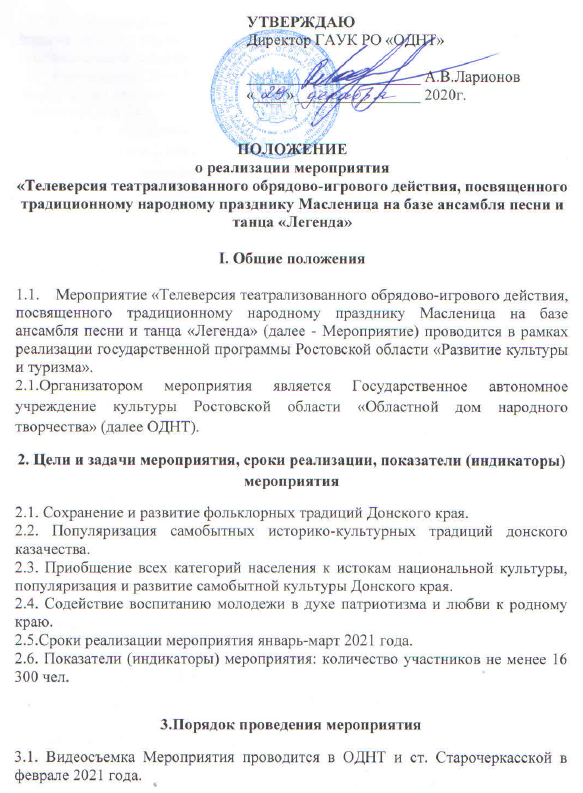 УТВЕРЖДАЮ
Директор ГАУК РО «ОДНТ»
А.В.Ларионов
« 29 » декабря 2020г.
ПОЛОЖЕНИЕ
о реализации мероприятия
«Телеверсия театрализованного обрядово-игрового действия, посвященного
традиционному народному празднику Масленица на базе ансамбля песни и
танца «Легенда»
I. Общие положения
1.1. Мероприятие «Телеверсия театрализованного обрядово-игрового действия,
посвященного традиционному народному празднику Масленица на базе
ансамбля песни и танца «Легенда» (далее - Мероприятие) проводится в рамках
реализации государственной программы Ростовской области «Развитие культуры
и туризма».
2.1.Организатором мероприятия является Государственное автономное
учреждение культуры Ростовской области «Областной дом народного
творчества» (далее ОДНТ).
2. Цели и задачи мероприятия, сроки реализации, показатели (индикаторы)
мероприятия
2.1. Сохранение и развитие фольклорных традиций Донского края.
2.2. Популяризация самобытных историко-культурных традиций донского
казачества.
2.3. Приобщение всех категорий населения к истокам национальной культуры,
популяризация и развитие самобытной культуры Донского края.
2.4. Содействие воспитанию молодежи в духе патриотизма и любви к родному
краю.
2.5.Сроки реализации мероприятия январь-март 2021 года.
2.6. Показатели (индикаторы) мероприятия: количество участников не менее 16
300 чел.
3.Порядок проведения мероприятия
3.1. Видеосъемка Мероприятия проводится в ОДНТ и ст. Старочеркасской в
феврале 2021 года.